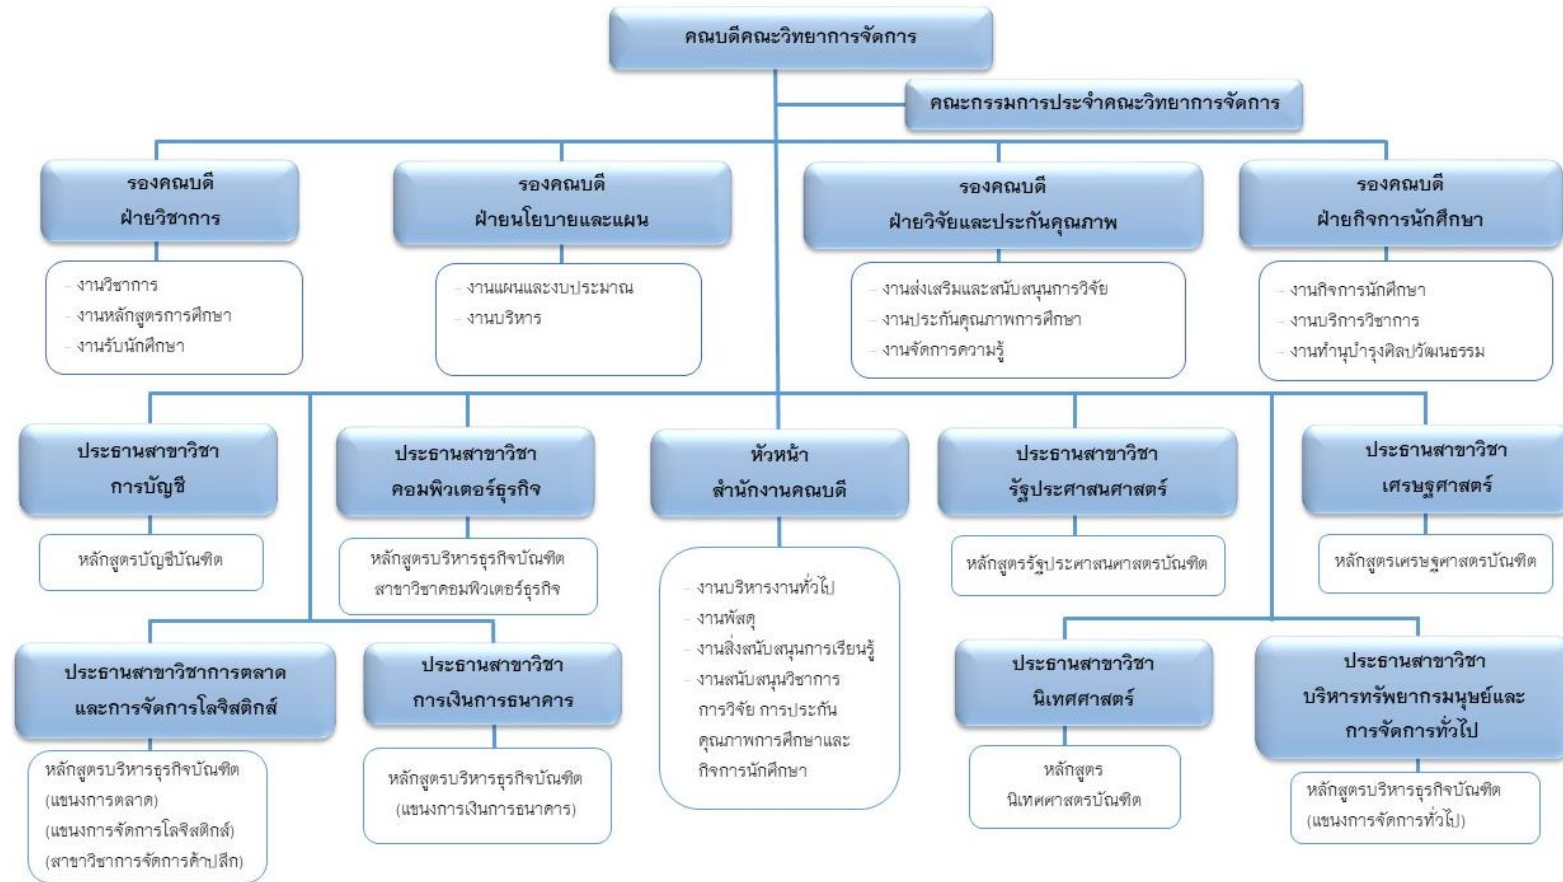 คณบดีคณะวิทยาการจัดการ
คณะกรรมการประจำคณะวิทยาการจัดการ
รองคณบดี
ฝ่ายวิชาการ
- งานวิชาการ
- งานหลักสูตรการศึกษา
- งานรับนักศึกษา
รองคณบดี
ฝ่ายนโยบายและแผน
- งานแผนและงบประมาณ
- งานบริหาร
รองคณบดี
ฝ่ายวิจัยและประกันคุณภาพ
- งานส่งเสริมและสนับสนุนการวิจัย
- งานประกันคุณภาพการศึกษา
- งานจัดการความรู้
รองคณบดี
ฝ่ายกิจการนักศึกษา
- งานกิจการนักศึกษา
- งานบริการวิชาการ
- งานทำนุบำรุงศิลปวัฒนธรรม
ประธานสาขาวิชา
การบัญชี
หลักสูตรบัญชีบัณฑิต
ประธานสาขาวิชา
คอมพิวเตอร์ธุรกิจ
หลักสูตรบริหารธุรกิจบัณฑิต
สาขาวิชาคอมพิวเตอร์ธุรกิจ
หัวหน้า
สำนักงานคณบดี
- งานบริหารงานทั่วไป
- งานพัสดุ
- งานสิ่งสนับสนุนการเรียนรู้
- งานสนับสนุนวิชาการ
การวิจัย การประกัน
คุณภาพการศึกษาและ
กิจการนักศึกษา
ประธานสาขาวิชา
รัฐประศาสนศาสตร์
หลักสูตรรัฐประศาสนศาสตรบัณฑิต
ประธานสาขาวิชา
เศรษฐศาสตร์
หลักสูตรเศรษฐศาสตรบัณฑิต
ประธานสาขาวิชาการตลาด
และการจัดการโลจิสติกส์
หลักสูตรบริหารธุรกิจบัณฑิต
(แขนงการตลาด)
(แขนงการจัดการโลจิสติกส์)
(สาขาวิชาการจัดการค้าปลีก)
ประธานสาขาวิชา
การเงินการธนาคาร
หลักสูตรบริหารธุรกิจบัณฑิต
(แขนงการเงินการธนาคาร)
ประธานสาขาวิชา
นิเทศศาสตร์
หลักสูตร
นิเทศศาสตรบัณฑิต
ประธานสาขาวิชา
บริหารทรัพยากรมนุษย์และ
การจัดการทั่วไป
หลักสูตรบริหารธุรกิจบัณฑิต
(แขนงการจัดการทั่วไป)